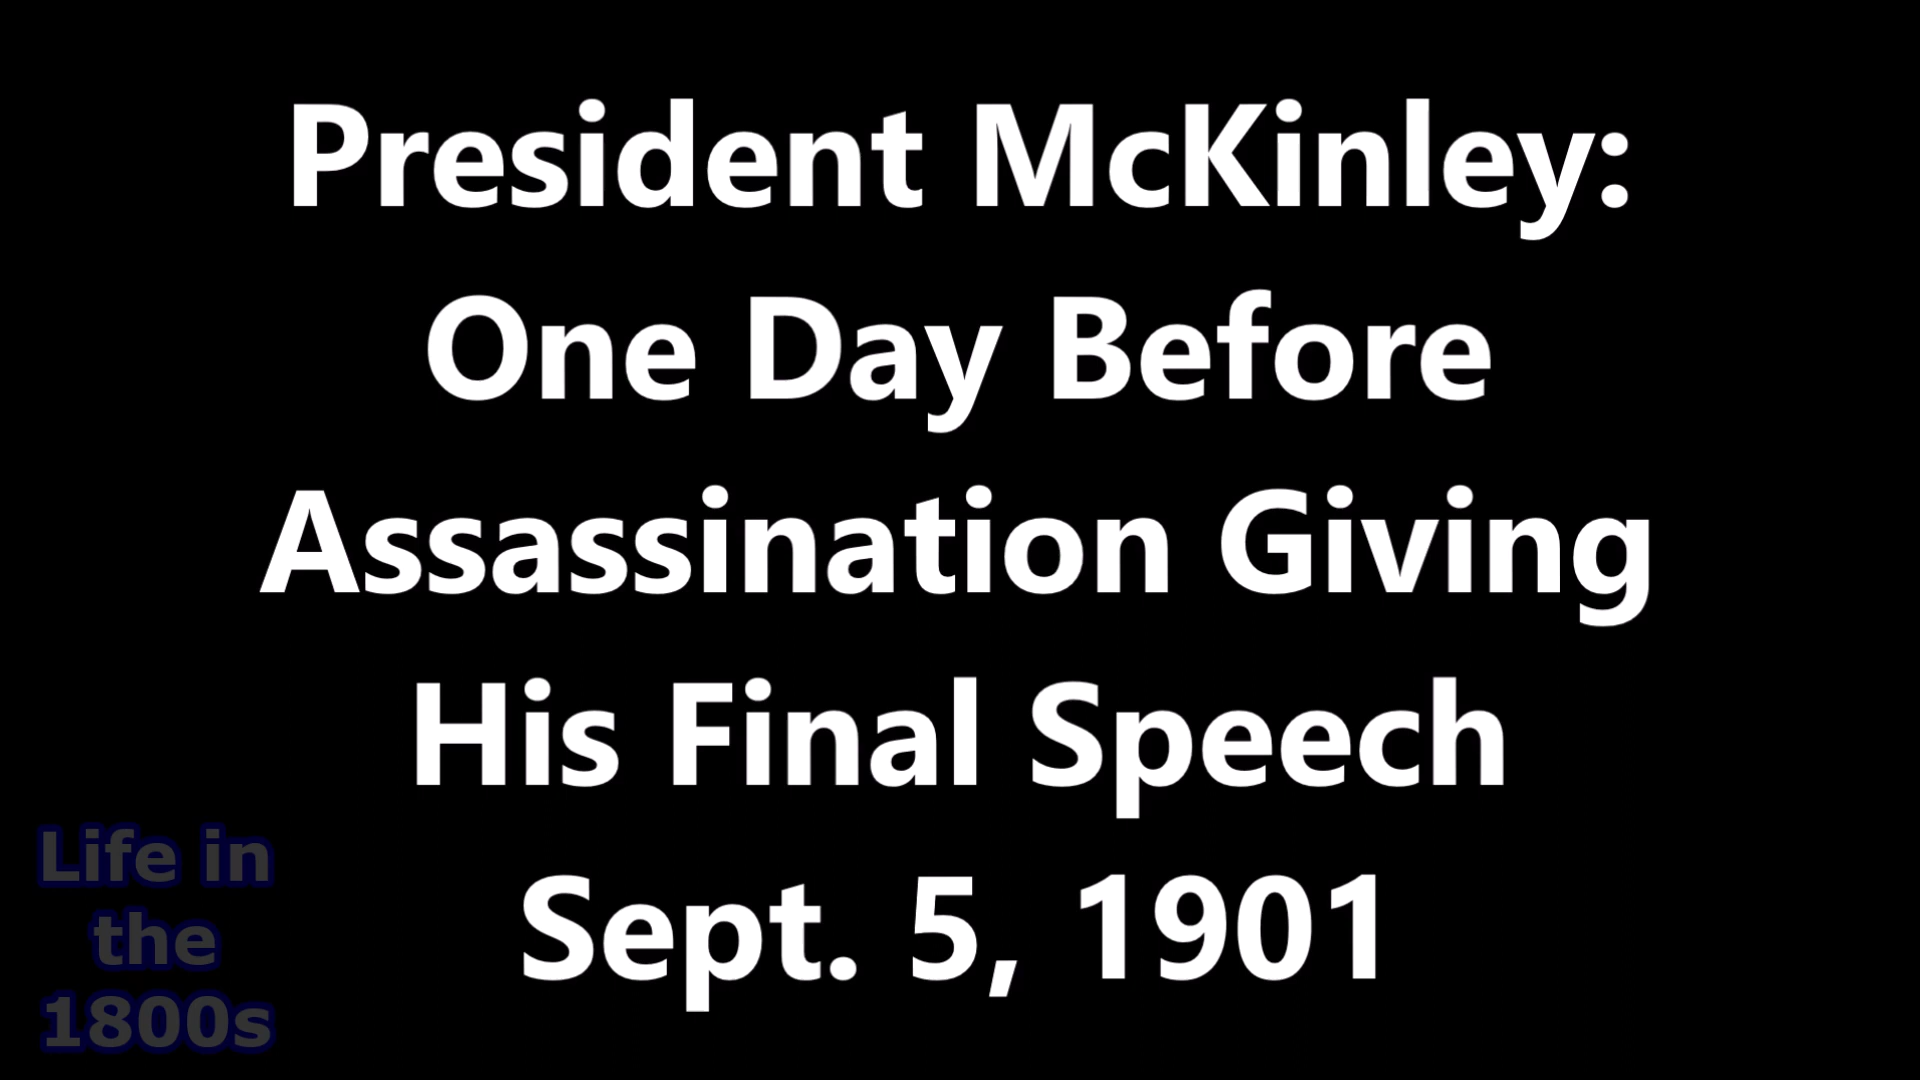 President McKinley:
One Day Before
Assassination Giving
His Final Speech
Sept. 5, 1901
Life in
the
1800s